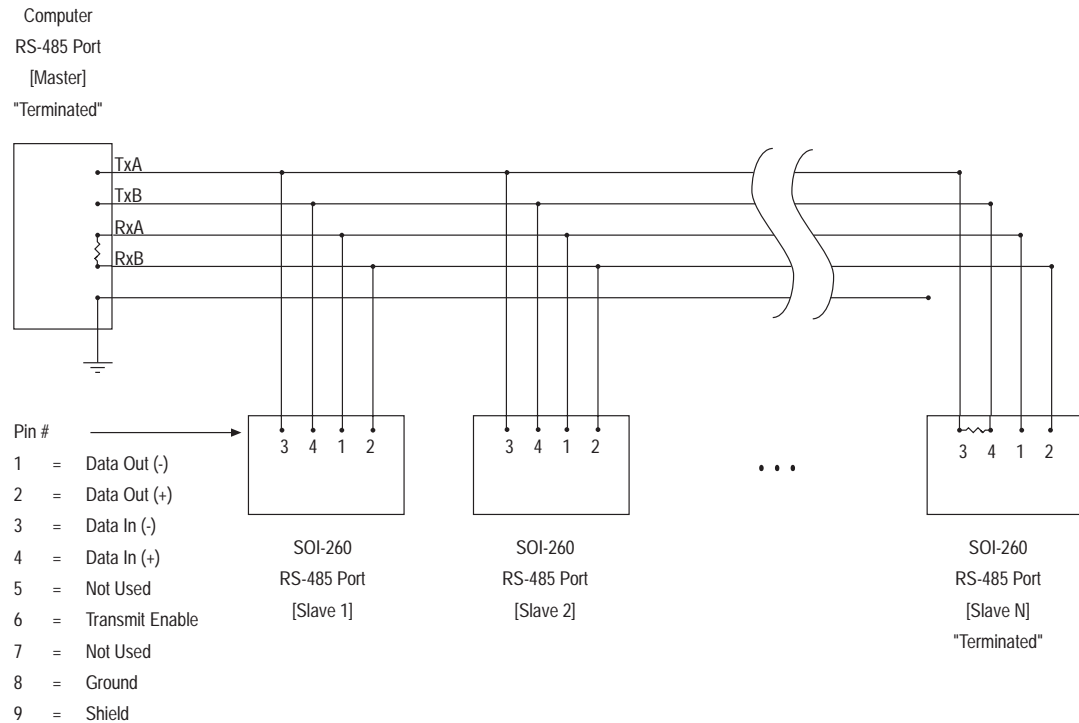 Computer
RS-485 Port
[Master]
"Terminated"
TxA
TxB
RxA
RxB
Pin #
1 = Data Out (-)
2 = Data Out (+)
3 = Data In (-)
4 = Data In (+)
5 = Not Used
6 = Transmit Enable
7 = Not Used
8 = Ground
9 = Shield
3 4 1 2
SOI-260
RS-485 Port
[Slave 1]
3 4 1 2
SOI-260
RS-485 Port
[Slave 2]
• • •
3 4 1 2
SOI-260
RS-485 Port
[Slave N]
"Terminated"